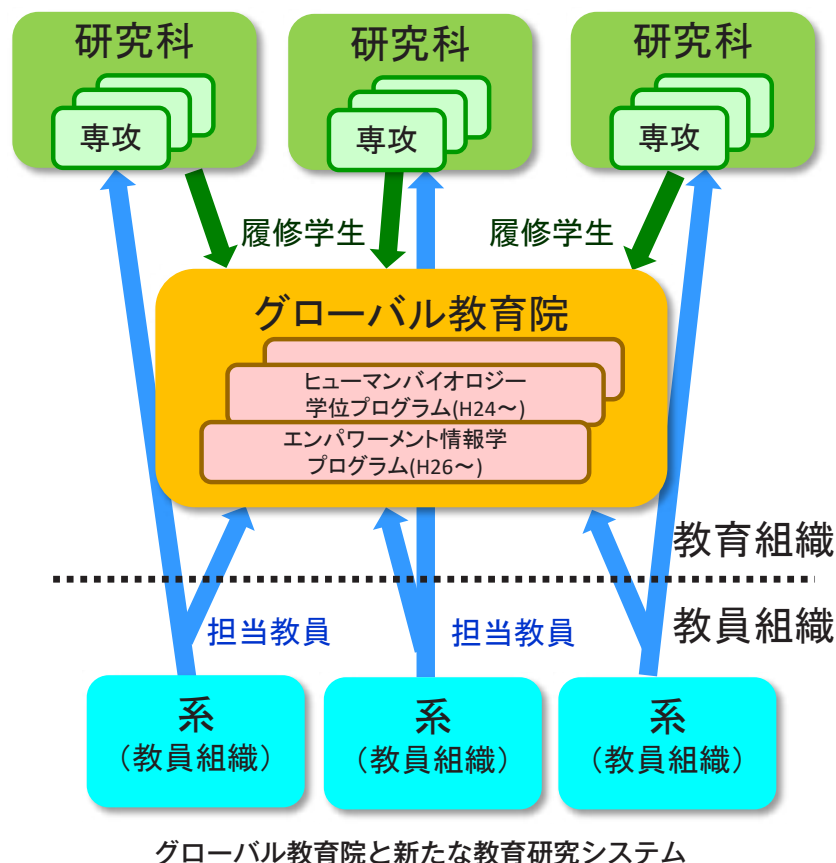 研究科
研究科
研究科
専攻
専攻
専攻
履修学生
履修学生
グローバル教育院
ヒューマンバイオロジー
学位プログラム(H24～)
エンパワーメント情報学
プログラム(H26～)
教育組織
教員組織
担当教員
担当教員
系
(教員組織)
系
(教員組織)
系
(教員組織)
グローバル教育院と新たな教育研究システム